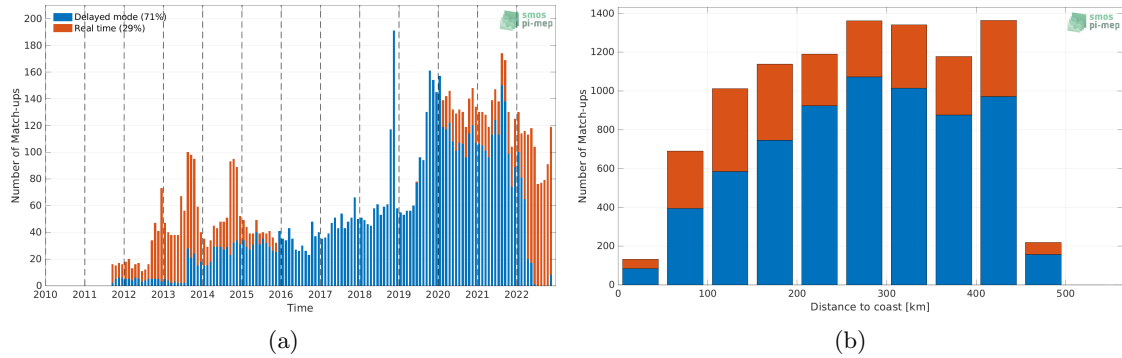 Delayed mode (71%)
Real time (29%)
smos
pi-mep
Number of Match-ups
200
180
160
140
120
100
80
60
40
20
0
2010 2011 2012 2013 2014 2015 2016 2017 2018 2019 2020 2021 2022
Time
(a)
smos
pi-mep
Number of Match-ups
1400
1200
1000
800
600
400
200
0
0 100 200 300 400 500
Distance to coast [km]
(b)